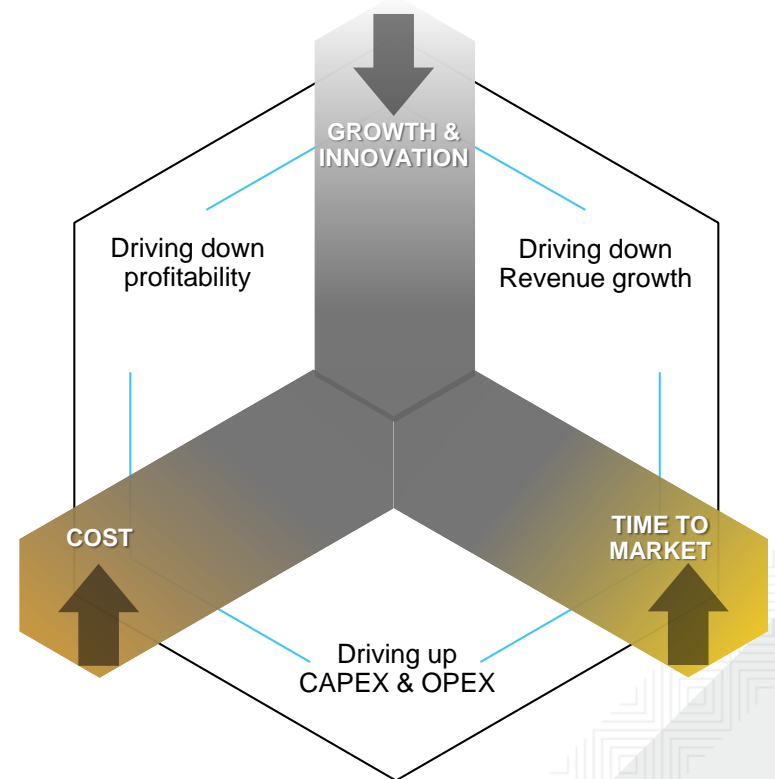 GROWTH &
INNOVATION
Driving down
profitability
Driving down
Revenue growth
COST
TIME TO
MARKET
Driving up
CAPEX & OPEX